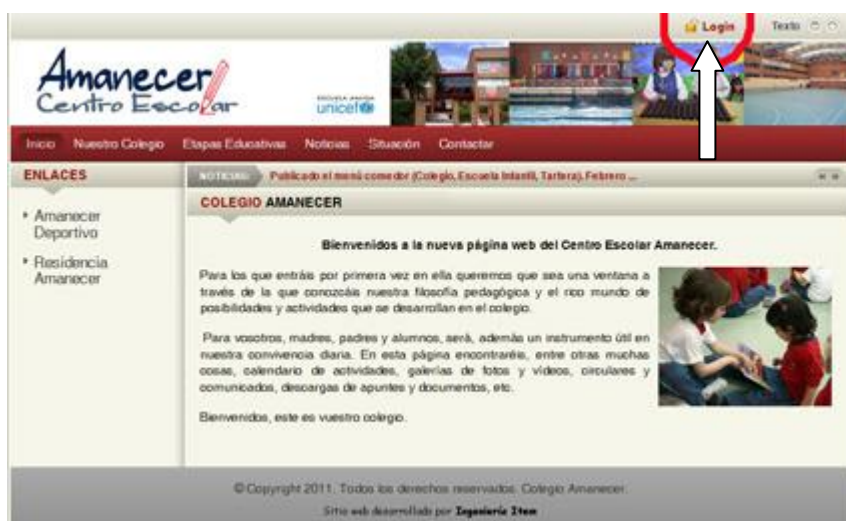 Login Texto
Amanecer
Centro Escolar
ESCUELA AMIGA
unicef
Inicio Nuestro Colegio Etapas Educativas Noticias Situación Contactar
ENLACES
NOTICIAS Publicado el menú comedor (Colegio, Escuela Infantil, Tartera). Febrero ...
COLEGIO AMANECER
Amanecer
Deportivo
Residencia
Amanecer
Bienvenidos a la nueva página web del Centro Escolar Amanecer.
Para los que entráis por primera vez en ella queremos que sea una ventana a
través de la que conozcáis nuestra filosofía pedagógica y el rico mundo de
posibilidades y actividades que se desarrollan en el colegio.
Para vosotros, madres, padres y alumnos, será, además un instrumento útil en
nuestra convivencia diaria. En esta página encontraréis, entre otras muchas
cosas, calendario de actividades, galerías de fotos y vídeos, circulares y
comunicados, descargas de apuntes y documentos, etc.
Bienvenidos, este es vuestro colegio.
© Copyright 2011. Todos los derechos reservados. Colegio Amanecer.
Sitio web desarrollado por Ingeniería Item